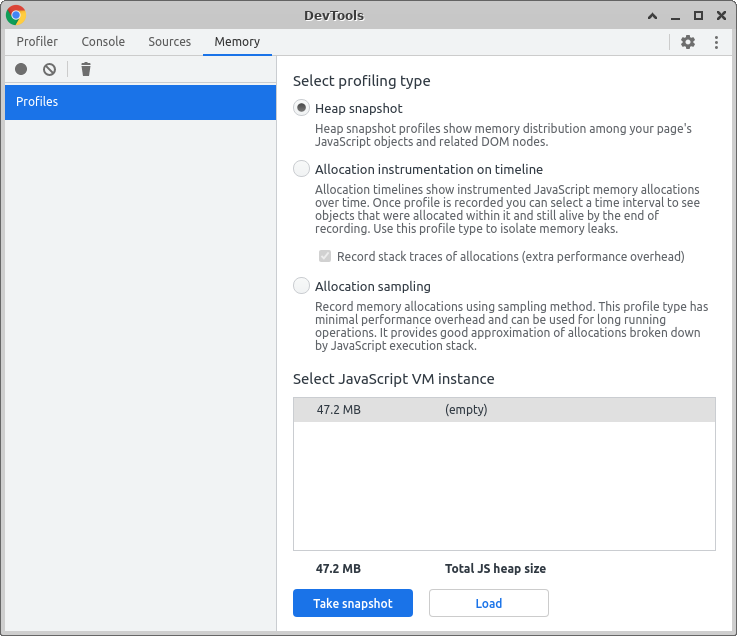 DevTools
Profiler Console Sources Memory
Profiles
Select profiling type
Heap snapshot
Heap snapshot profiles show memory distribution among your page's
JavaScript objects and related DOM nodes.
Allocation instrumentation on timeline
Allocation timelines show instrumented JavaScript memory allocations
over time. Once profile is recorded you can select a time interval to see
objects that were allocated within it and still alive by the end of
recording. Use this profile type to isolate memory leaks.
Record stack traces of allocations (extra performance overhead)
Allocation sampling
Record memory allocations using sampling method. This profile type has
minimal performance overhead and can be used for long running
operations. It provides good approximation of allocations broken down
by JavaScript execution stack.
Select JavaScript VM instance
47.2 MB (empty)
47.2 MB Total JS heap size
Take snapshot Load